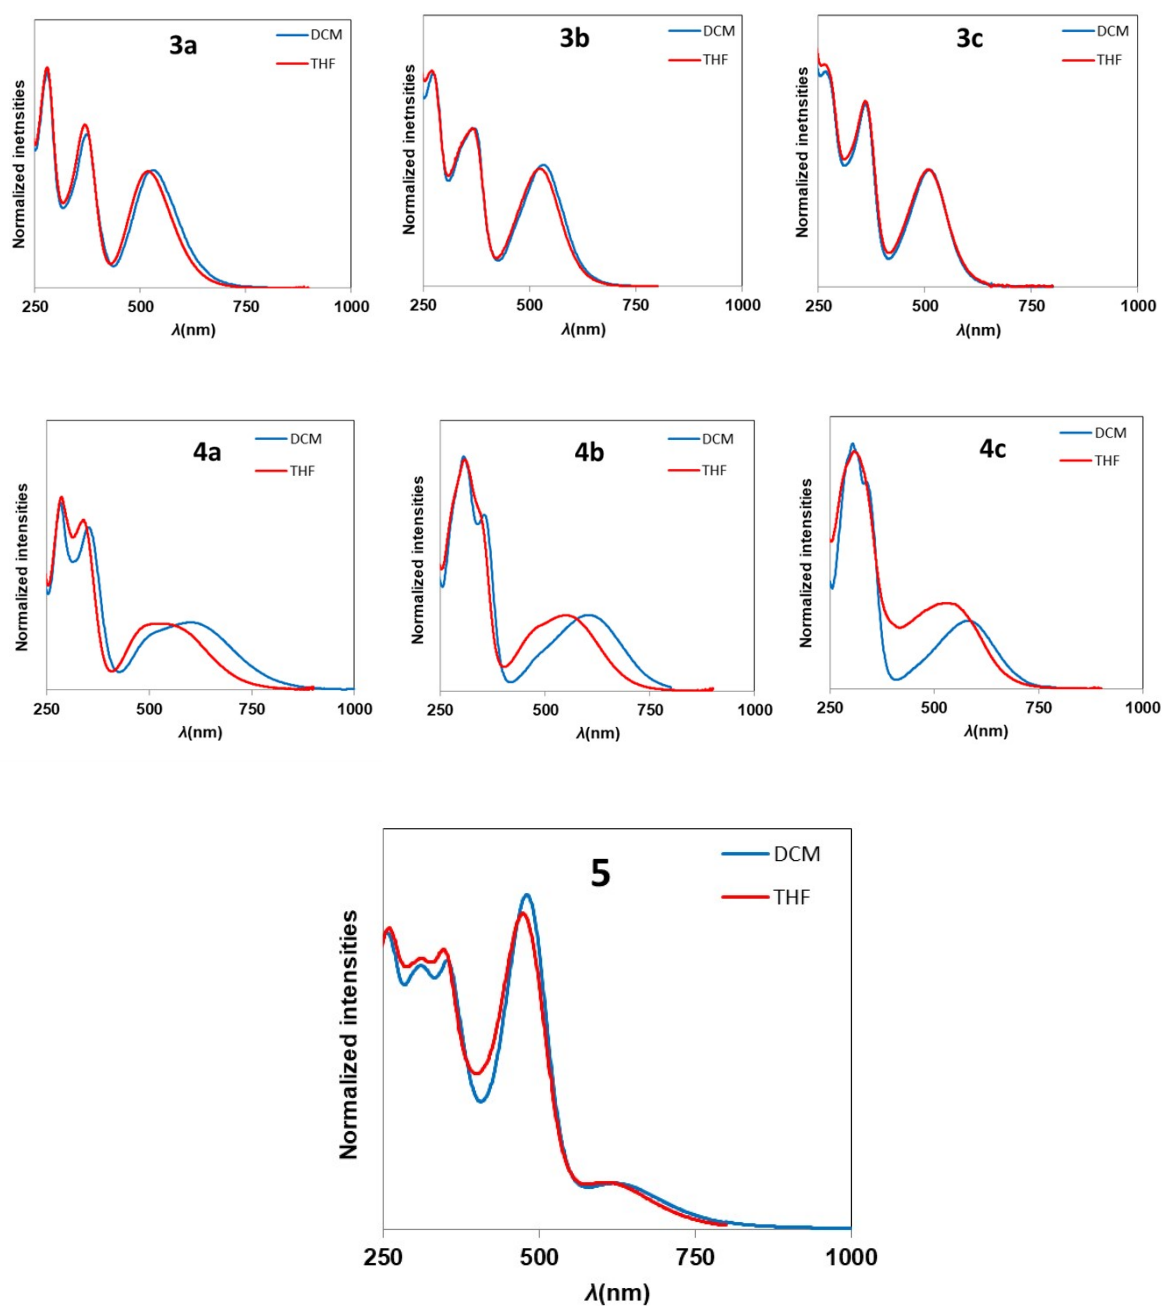 3a
DCM
THF
Normalized inetnsities
250 500 750 1000
λ(nm)
3b
DCM
THF
Normalized inetnsities
250 500 750 1000
λ(nm)
3c
DCM
THF
Normalized inetnsities
250 500 750 1000
λ(nm)
4a
DCM
THF
Normalized intensities
250 500 750 1000
λ(nm)
4b
DCM
THF
Normalized intensities
250 500 750 1000
λ(nm)
4c
DCM
THF
Normalized intensities
250 500 750 1000
λ(nm)
5
DCM
THF
Normalized intensities
250 500 750 1000
λ(nm)